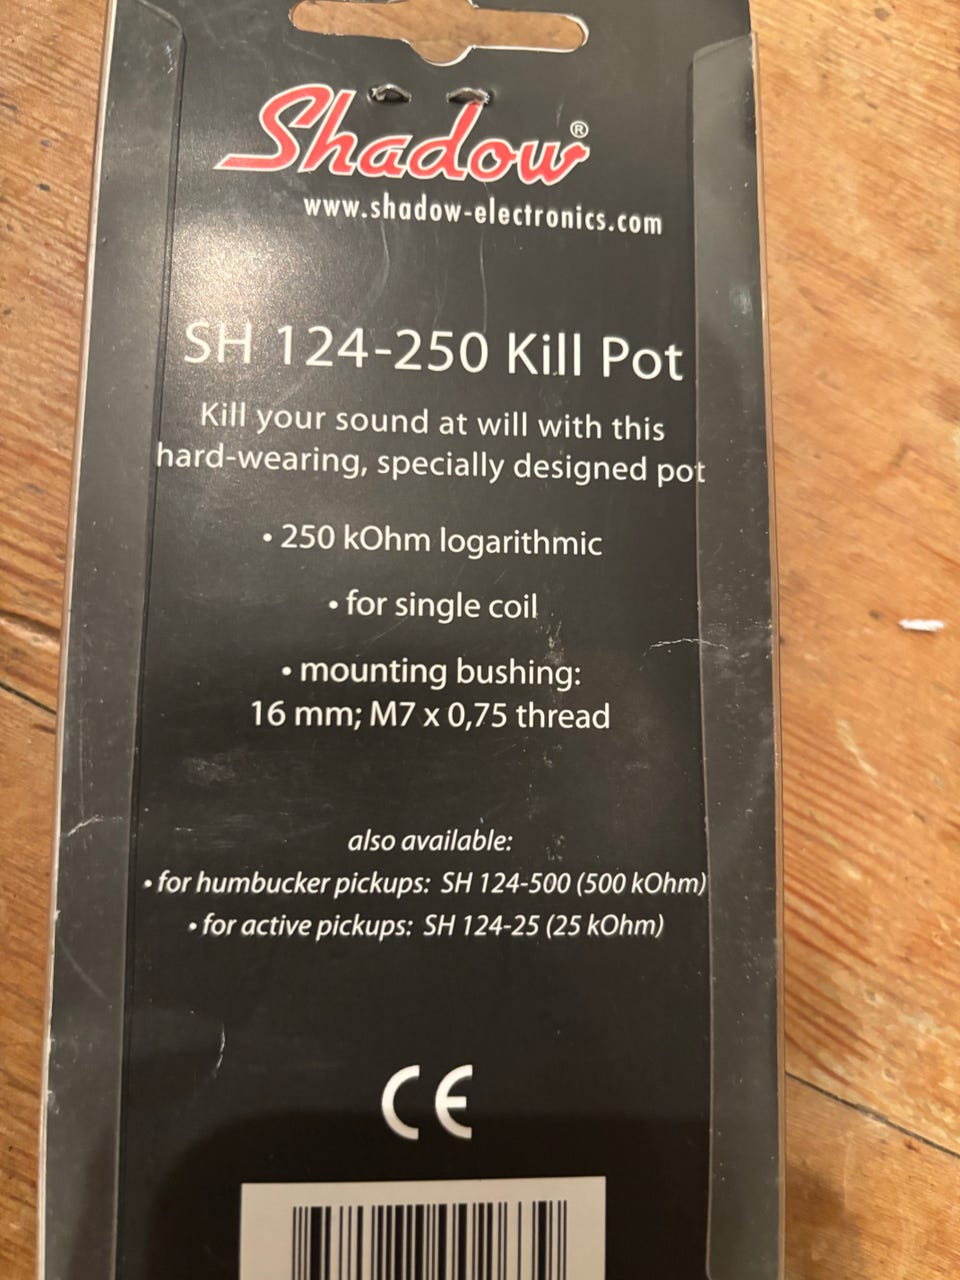 Shadow®
www.shadow-electronics.com
SH 124-250 Kill Pot
Kill your sound at will with this
hard-wearing, specially designed pot
• 250 kOhm logarithmic
• for single coil
• mounting bushing:
16 mm; M7 x 0,75 thread
also available:
• for humbucker pickups: SH 124-500 (500 kOhm)
• for active pickups: SH 124-25 (25 kOhm)
CE